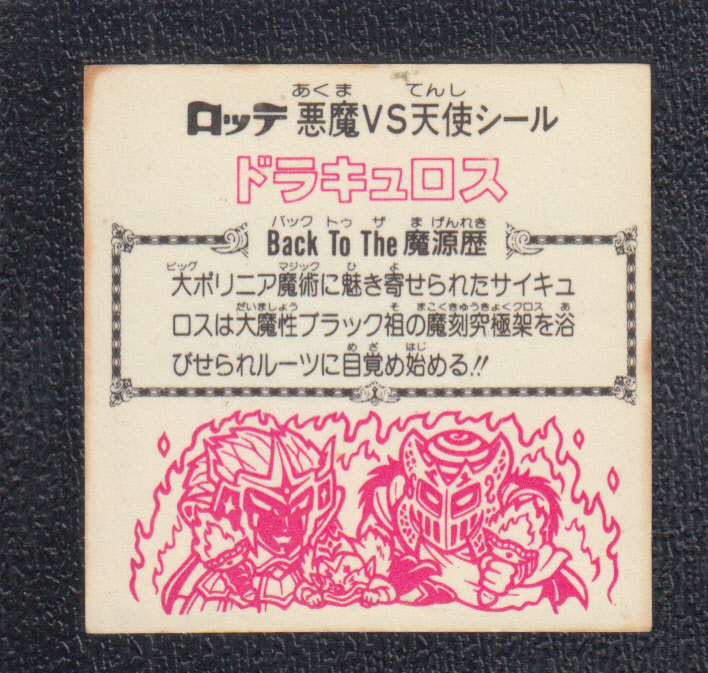 あくま てんし
ロッテ 悪魔VS天使シール
ドラキュロス
バック トゥ ザ ま げんれき
Back To The 魔源歴
ビッグ マジック ひ よ
大ポリニア魔術に魅き寄せられたサイキュ
だいましょう そ まこくきゅうきょくクロス あ
ロスは大魔性ブラック祖の魔刻究極架を浴
めざ はじ
びせられルーツに目覚め始める!!